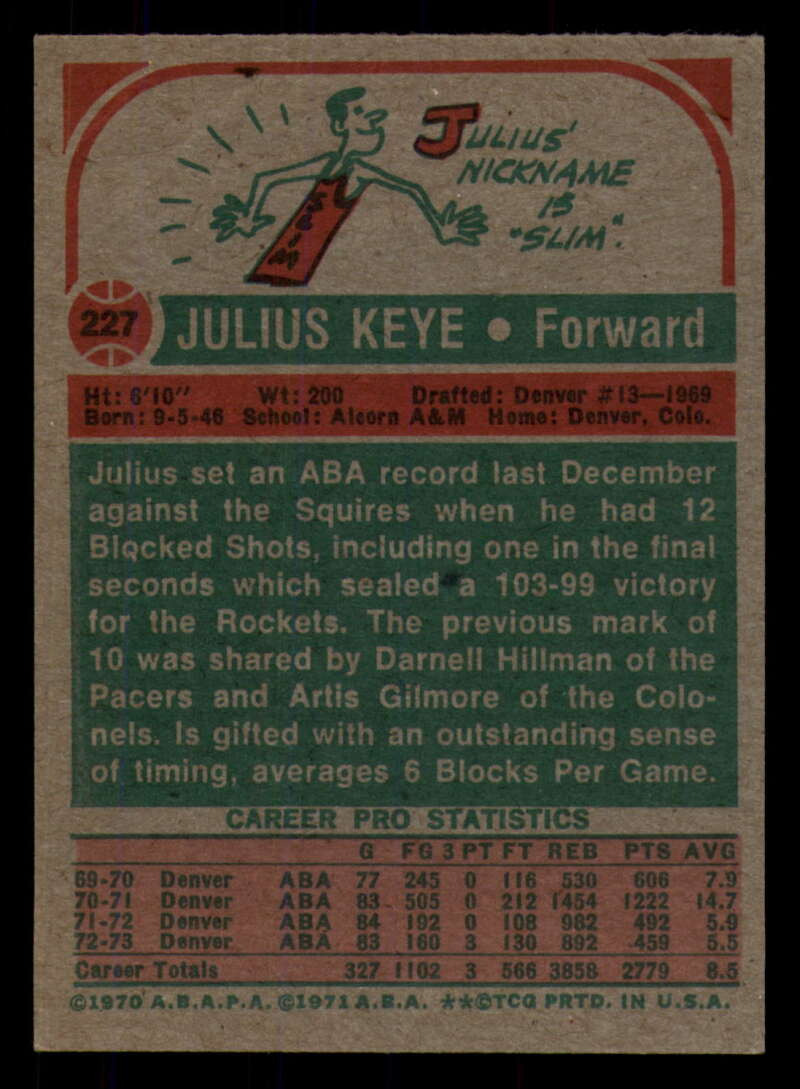 JULIUS'
NICKNAME
IS
"SLIM".
SLIM
227 JULIUS KEYE • Forward
Ht: 6'10" Wt: 200 Drafted: Denver #13—1969
Born: 9-5-46 School: Alcorn A&M Home: Denver, Colo.
Julius set an ABA record last December
against the Squires when he had 12
Blocked Shots, including one in the final
seconds which sealed a 103-99 victory
for the Rockets. The previous mark of
10 was shared by Darnell Hillman of the
Pacers and Artis Gilmore of the Colo-
nels. Is gifted with an outstanding sense
of timing, averages 6 Blocks Per Game.
CAREER PRO STATISTICS
G FG 3 PT FT REB PTS AVG
69-70 Denver ABA 77 245 0 116 530 606 7.9
70-71 Denver ABA 83 505 0 212 1454 1222 14.7
71-72 Denver ABA 84 192 0 108 982 492 5.9
72-73 Denver ABA 83 160 3 130 892 459 5.5
Career Totals 327 1102 3 566 3858 2779 8.5
©1970 A.B.A.P.A. ©1971 A.B.A. **©TCG PRTD. IN U.S.A.